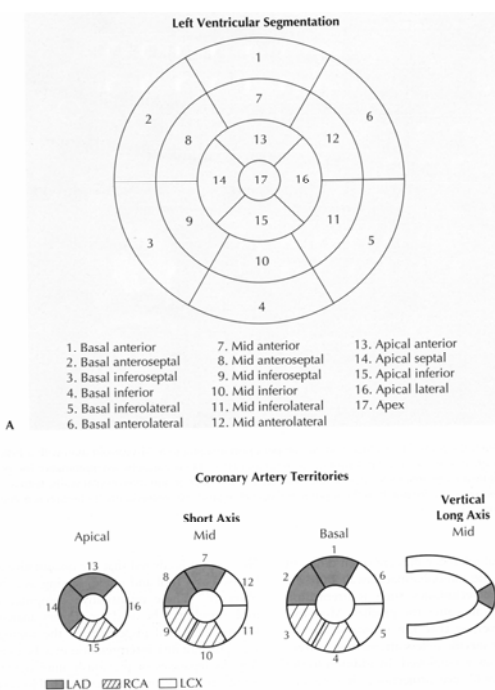 Left Ventricular Segmentation
1
2
7
6
8
13
12
14
17
16
9
15
11
3
10
5
4
1. Basal anterior
2. Basal anteroseptal
3. Basal inferoseptal
4. Basal inferior
5. Basal inferolateral
6. Basal anterolateral
7. Mid anterior
8. Mid anteroseptal
9. Mid inferoseptal
10. Mid inferior
11. Mid inferolateral
12. Mid anterolateral
13. Apical anterior
14. Apical septal
15. Apical inferior
16. Apical lateral
17. Apex
A
Coronary Artery Territories
Short Axis
Apical
13
14
16
15
Mid
7
8
12
9
11
10
Basal
1
2
6
3
5
4
Vertical
Long Axis
Mid
LAD
RCA
LCX